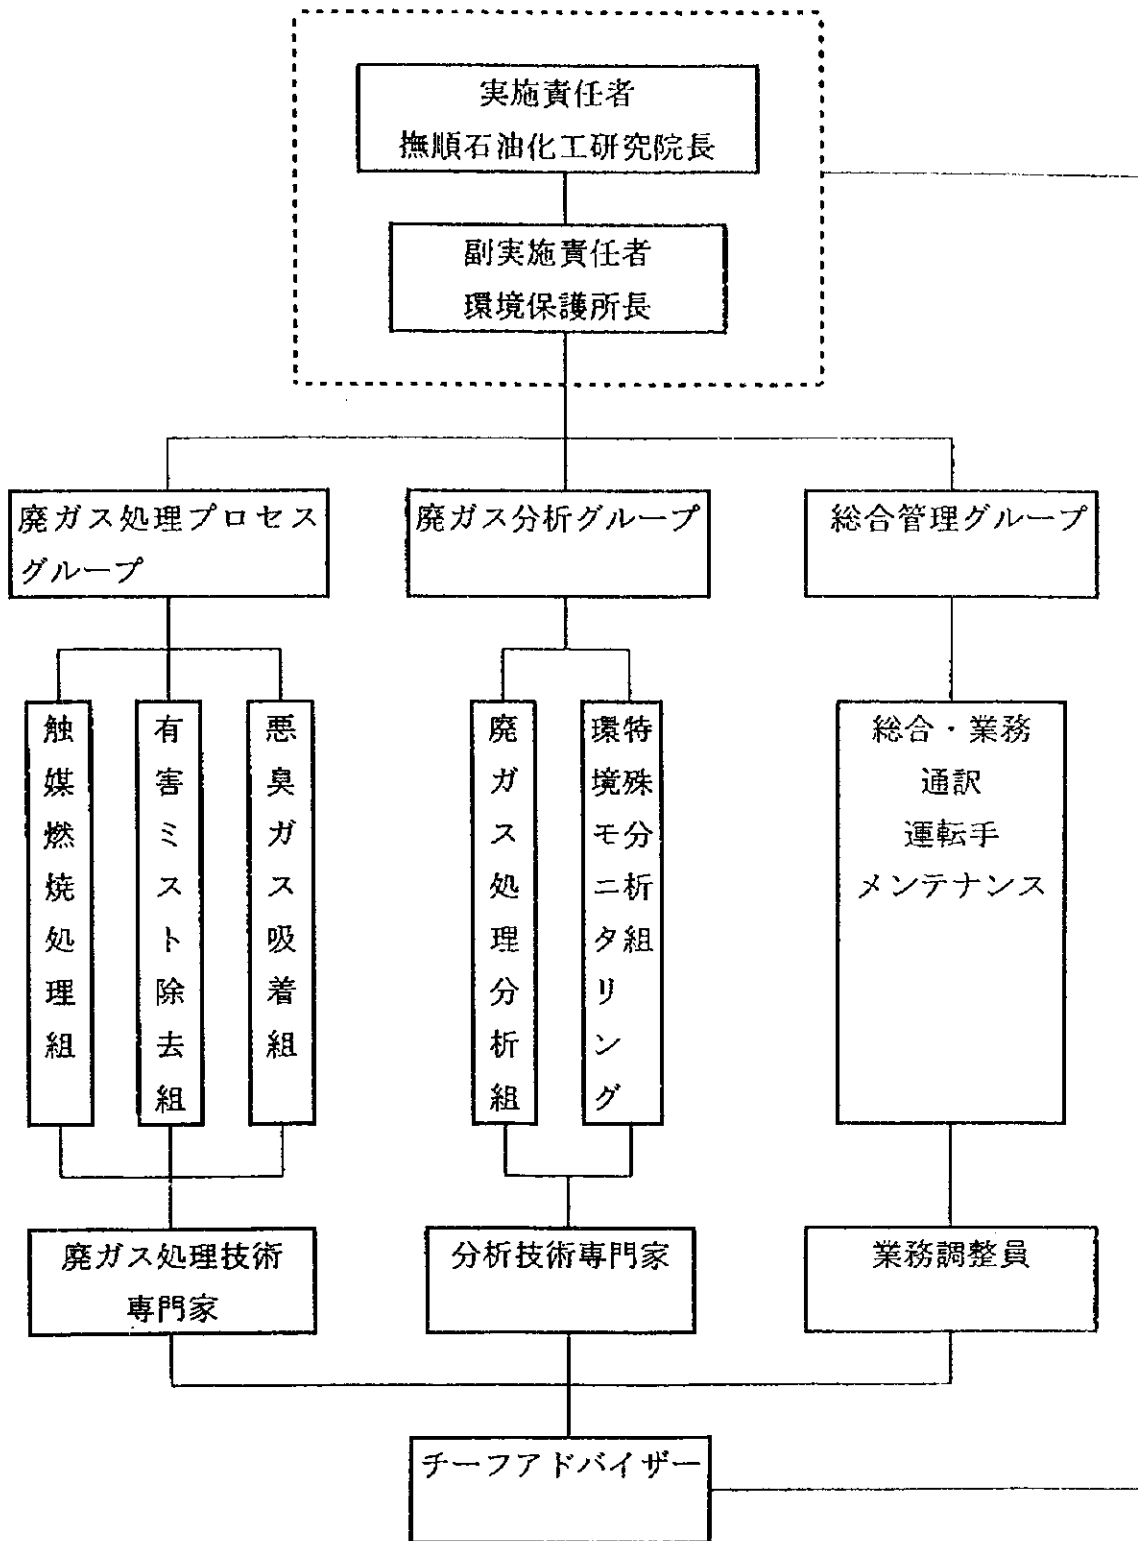 実施責任者
撫順石油化工研究院長
副実施責任者
環境保護所長
廃ガス処理プロセス
グループ
廃ガス分析グループ
総合管理グループ
触媒燃焼処理組
有害ミスト除去組
悪臭ガス吸着組
廃ガス処理分析組
特殊分析組
環境モニタリング
総合・業務
通訳
運転手
メンテナンス
廃ガス処理技術
専門家
分析技術専門家
業務調整員
チーフアドバイザー